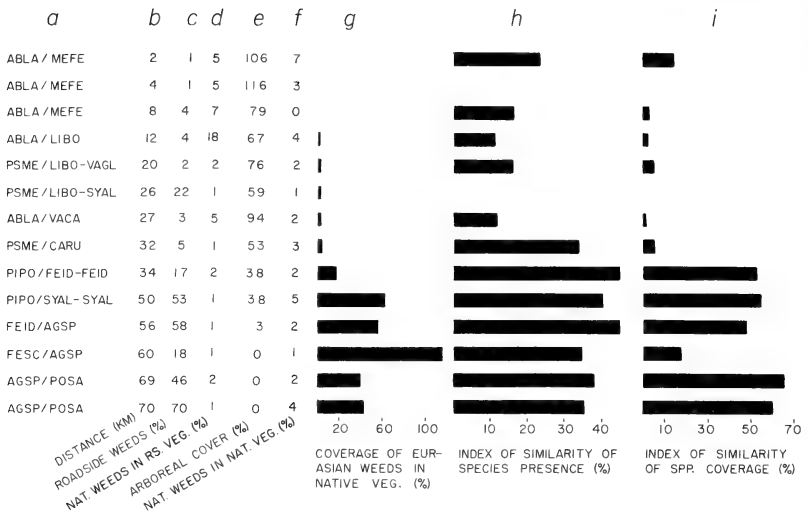 a b c d e f g h i
ABLA / MEFE 2 1 5 106 7
ABLA / MEFE 4 1 5 116 3
ABLA / MEFE 8 4 7 79 0
ABLA / LIBO 12 4 18 67 4
PSME / LIBO-VAGL 20 2 2 76 2
PSME / LIBO-SYAL 26 22 1 59 1
ABLA / VACA 27 3 5 94 2
PSME / CARU 32 5 1 53 3
PIPO / FEID-FEID 34 17 2 38 2
PIPO / SYAL-SYAL 50 53 1 38 5
FEID / AGSP 56 58 1 3 2
FESC / AGSP 60 18 1 0 1
AGSP / POSA 69 46 2 0 2
AGSP / POSA 70 70 1 0 4
DISTANCE (KM)
ROADSIDE WEEDS (%)
NAT. WEEDS IN RS. VEG. (%)
ARBOREAL COVER (%)
NAT. WEEDS IN NAT. VEG. (%)
20 60 100
COVERAGE OF EUR-
ASIAN WEEDS IN
NATIVE VEG. (%)
10 30
INDEX OF SIMILARITY OF
SPECIES PRESENCE (%)
10 30 50 70
INDEX OF SIMILARITY
OF SPP. COVERAGE (%)